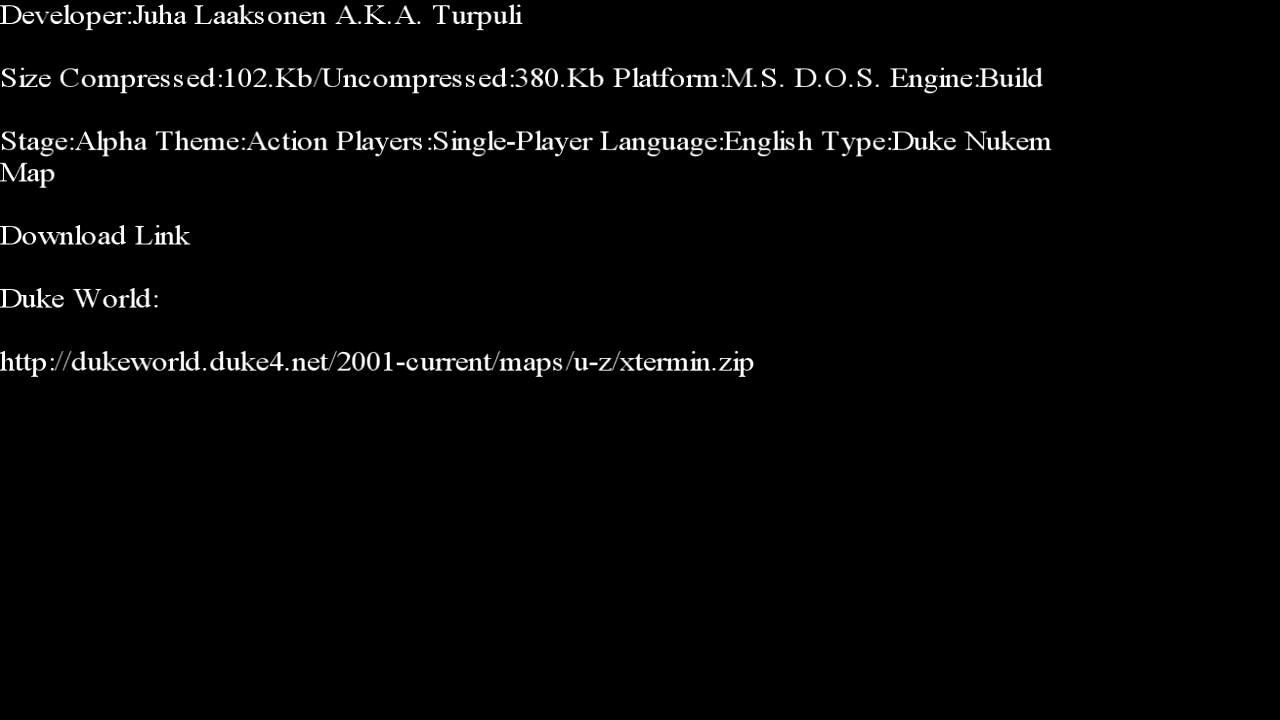 Developer:Juha Laaksonen A.K.A. Turpuli
Size Compressed:102.Kb/Uncompressed:380.Kb Platform:M.S. D.O.S. Engine:Build
Stage:Alpha Theme:Action Players:Single-Player Language:English Type:Duke Nukem
Map
Download Link
Duke World:
http://dukeworld.duke4.net/2001-current/maps/u-z/xtermin.zip